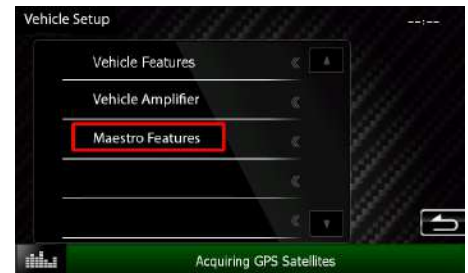 Vehicle Setup
--:--
Vehicle Features
Vehicle Amplifier
Maestro Features
Acquiring GPS Satellites